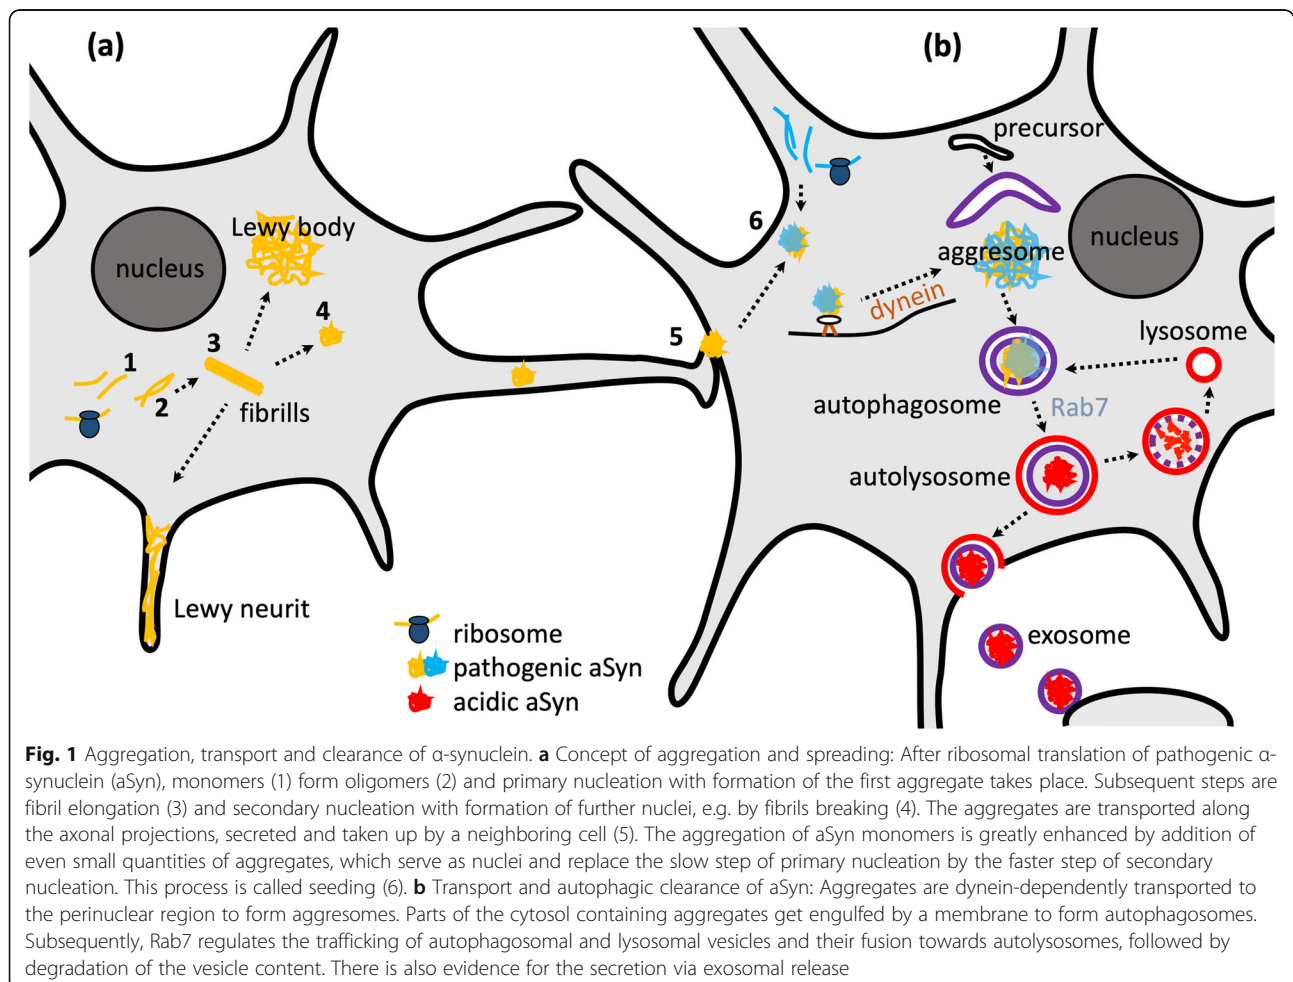 (a)
(b)
precursor
6
Lewy body
nucleus
nucleus
aggresome
dynein
4
5
3
lysosome
1
2
fibrills
autophagosome
Rab7
autolysosome
Lewy neurit
ribosome
exosome
pathogenic aSyn
acidic aSyn
Fig. 1 Aggregation, transport and clearance of α-synuclein. a Concept of aggregation and spreading: After ribosomal translation of pathogenic α-
synuclein (aSyn), monomers (1) form oligomers (2) and primary nucleation with formation of the first aggregate takes place. Subsequent steps are
fibril elongation (3) and secondary nucleation with formation of further nuclei, e.g. by fibrils breaking (4). The aggregates are transported along
the axonal projections, secreted and taken up by a neighboring cell (5). The aggregation of aSyn monomers is greatly enhanced by addition of
even small quantities of aggregates, which serve as nuclei and replace the slow step of primary nucleation by the faster step of secondary
nucleation. This process is called seeding (6). b Transport and autophagic clearance of aSyn: Aggregates are dynein-dependently transported to
the perinuclear region to form aggresomes. Parts of the cytosol containing aggregates get engulfed by a membrane to form autophagosomes.
Subsequently, Rab7 regulates the trafficking of autophagosomal and lysosomal vesicles and their fusion towards autolysosomes, followed by
degradation of the vesicle content. There is also evidence for the secretion via exosomal release